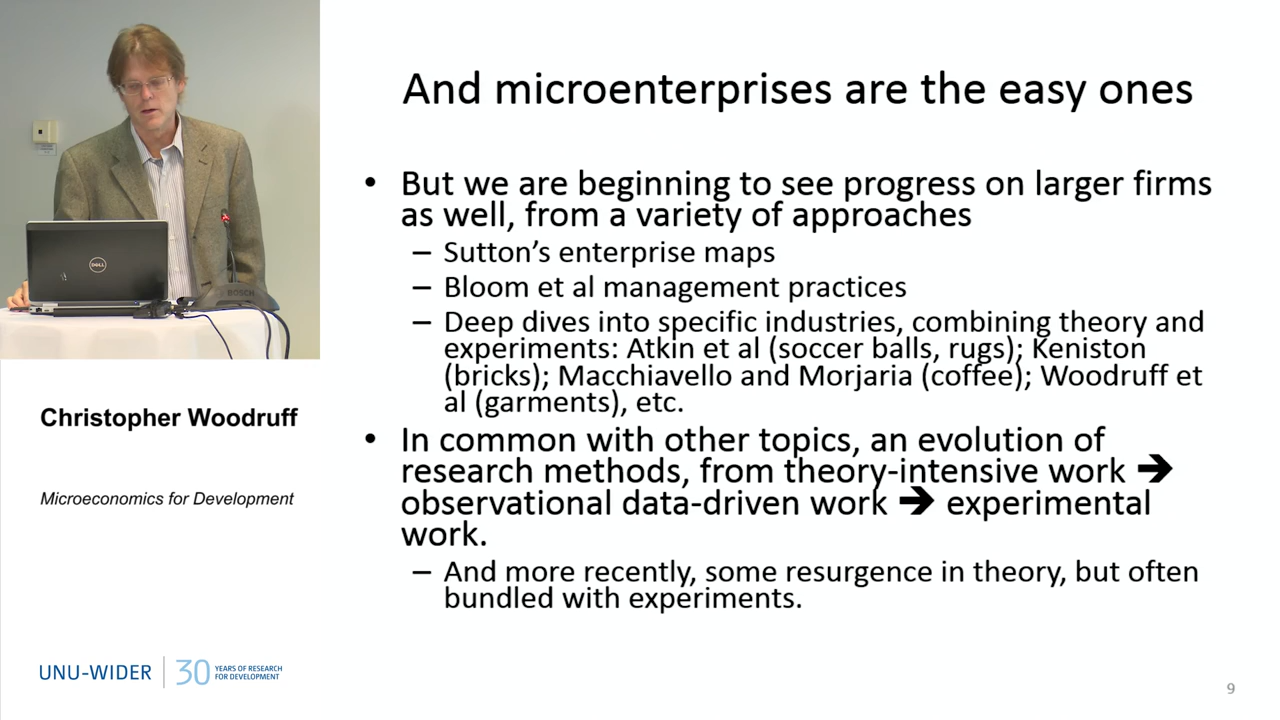 And microenterprises are the easy ones
• But we are beginning to see progress on larger firms
as well, from a variety of approaches
– Sutton’s enterprise maps
– Bloom et al management practices
– Deep dives into specific industries, combining theory and
experiments: Atkin et al (soccer balls, rugs); Keniston
(bricks); Macchiavello and Morjaria (coffee); Woodruff et
al (garments), etc.
• In common with other topics, an evolution of
research methods, from theory-intensive work ➔
observational data-driven work ➔ experimental
work.
– And more recently, some resurgence in theory, but often
bundled with experiments.
9
DELL
BOSCH
Christopher Woodruff
Microeconomics for Development
UNU-WIDER
30
YEARS OF RESEARCH
FOR DEVELOPMENT